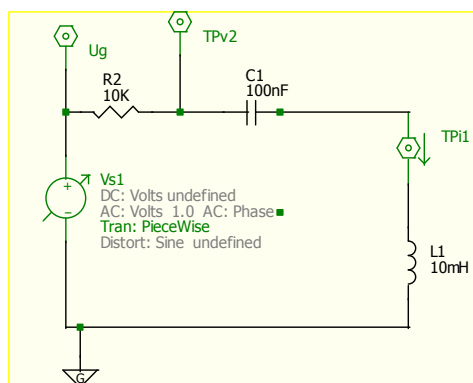 Ug
TPv2
R2
10K
C1
100nF
TPi1
Vs1
DC: Volts undefined
AC: Volts 1.0 AC: Phase
Tran: PieceWise
Distort: Sine undefined
L1
10mH
G